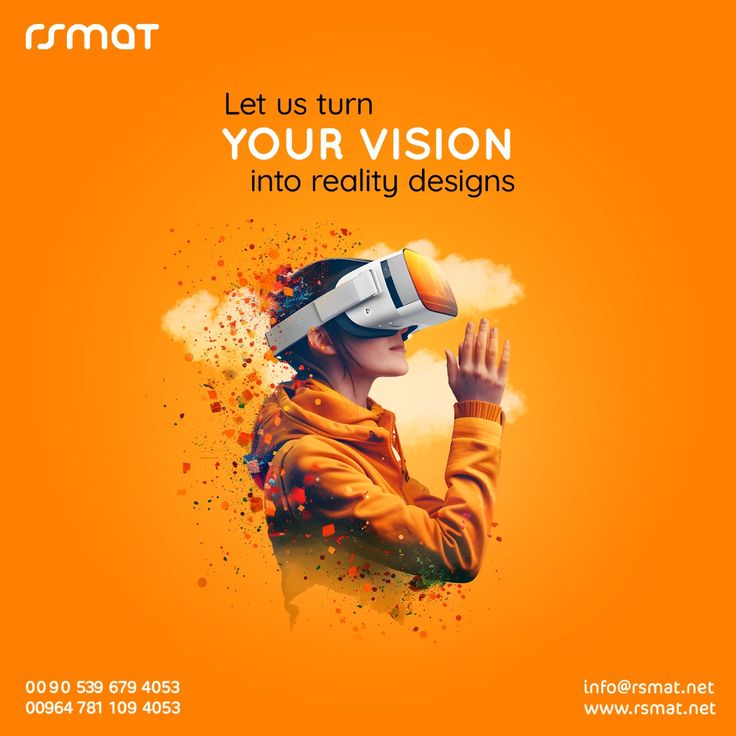 rsmat
Let us turn
YOUR VISION
into reality designs
0090 539 679 4053
00964 781 109 4053
info@rsmat.net
www.rsmat.net